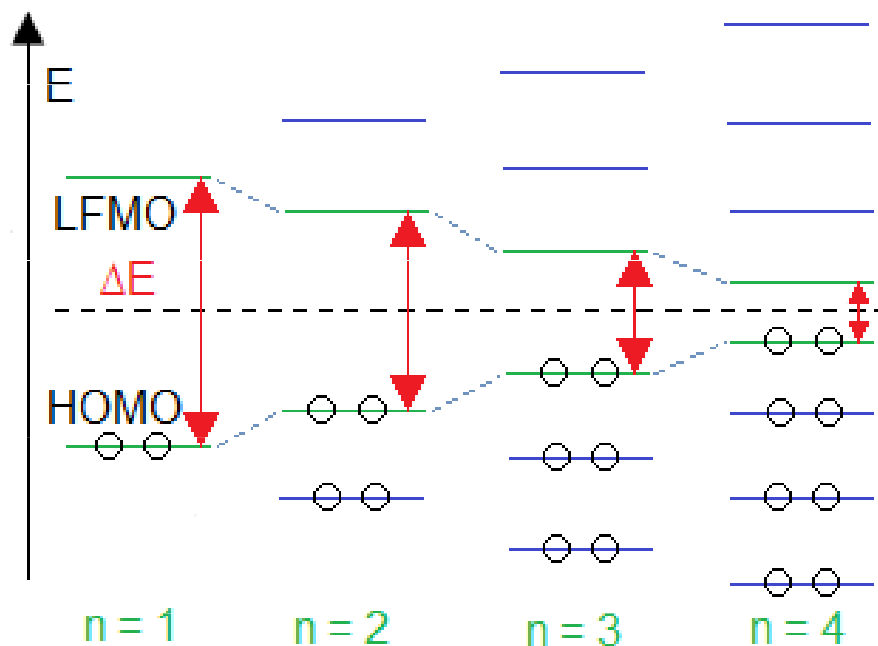 E
LFMO
ΔE
HOMO
n = 1
n = 2
n = 3
n = 4